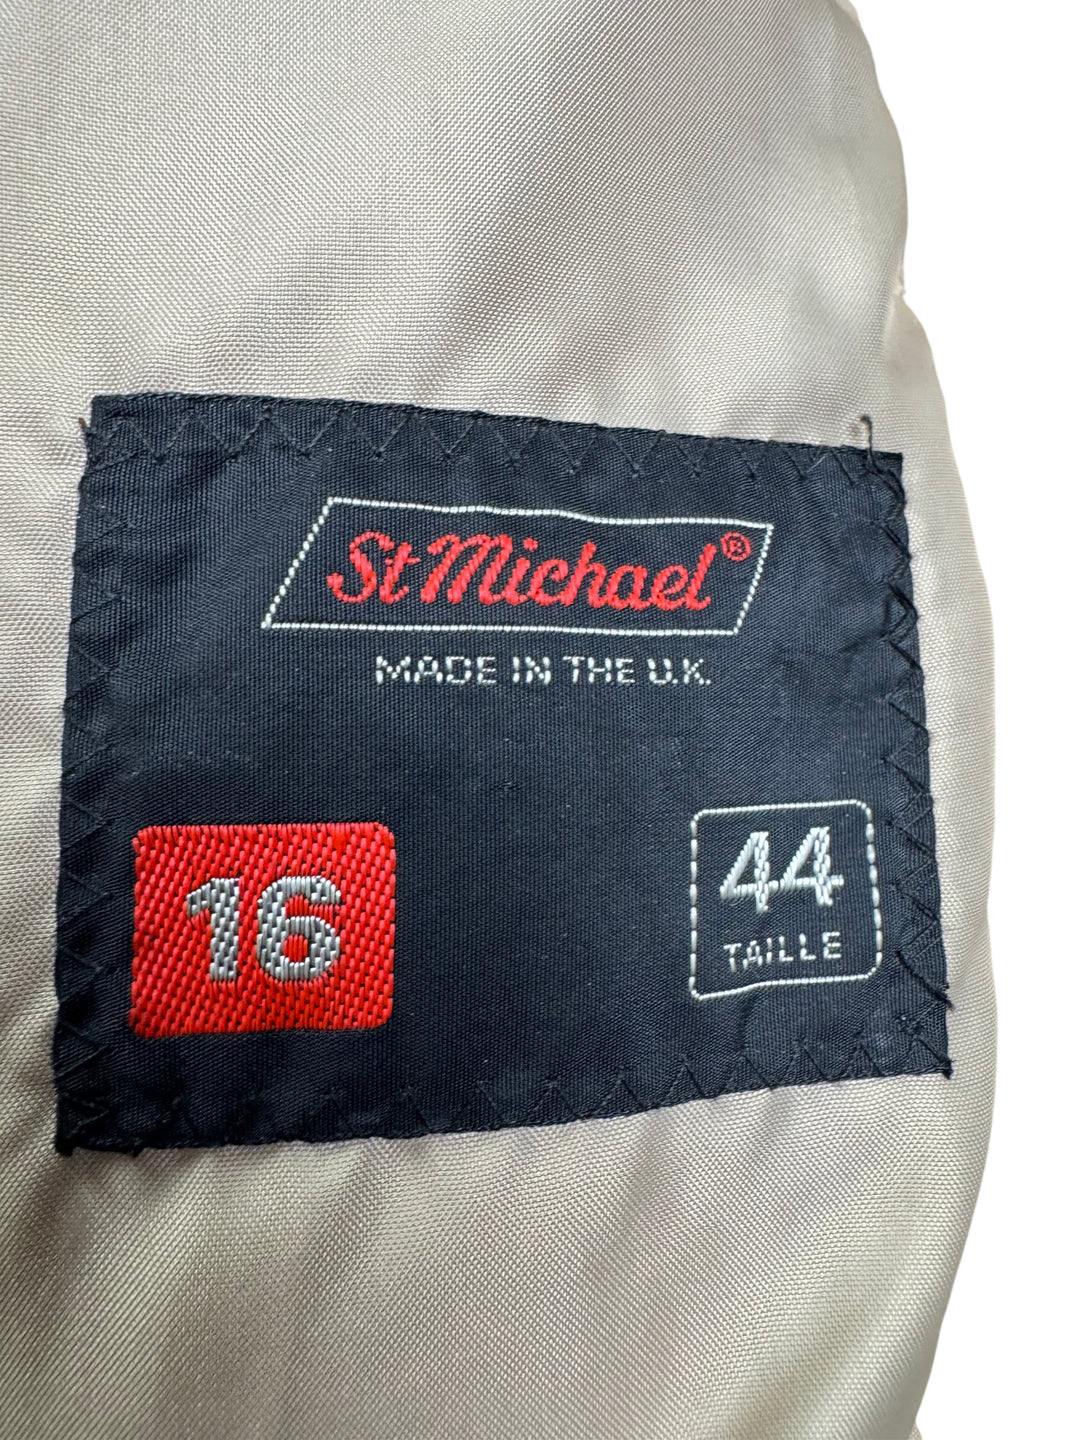 St Michael®
MADE IN THE U.K.
16
44
TAILLE